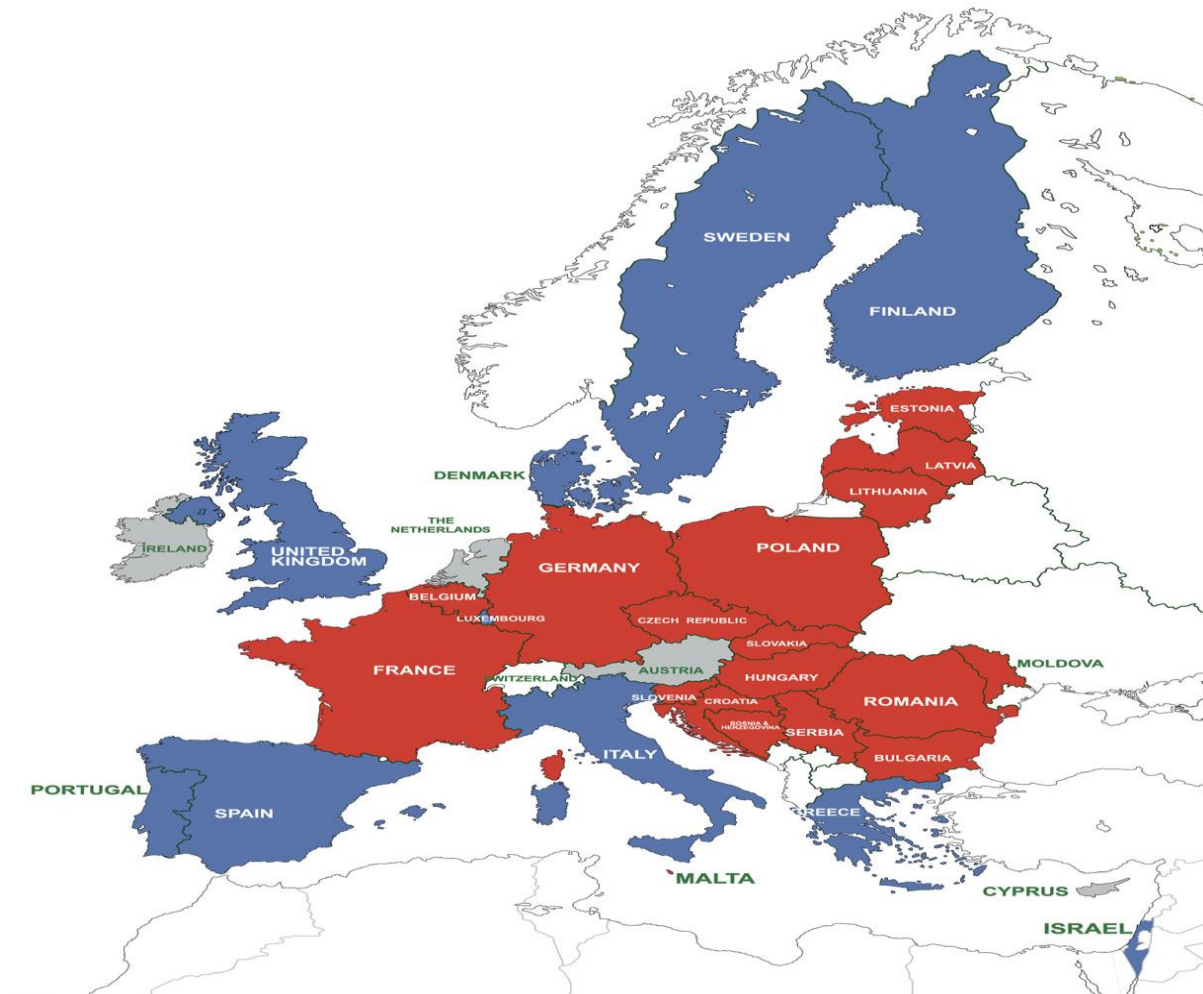 SWEDEN
FINLAND
ESTONIA
DENMARK
LATVIA
LITHUANIA
THE
NETHERLANDS
IRELAND
UNITED
KINGDOM
POLAND
GERMANY
BELGIUM
LUXEMBOURG
CZECH REPUBLIC
SLOVAKIA
FRANCE
SWITZERLAND
AUSTRIA
MOLDOVA
HUNGARY
SLOVENIA
CROATIA
ROMANIA
BOSNIA &
HERZEGOVINA
SERBIA
ITALY
BULGARIA
PORTUGAL
SPAIN
GREECE
MALTA
CYPRUS
ISRAEL